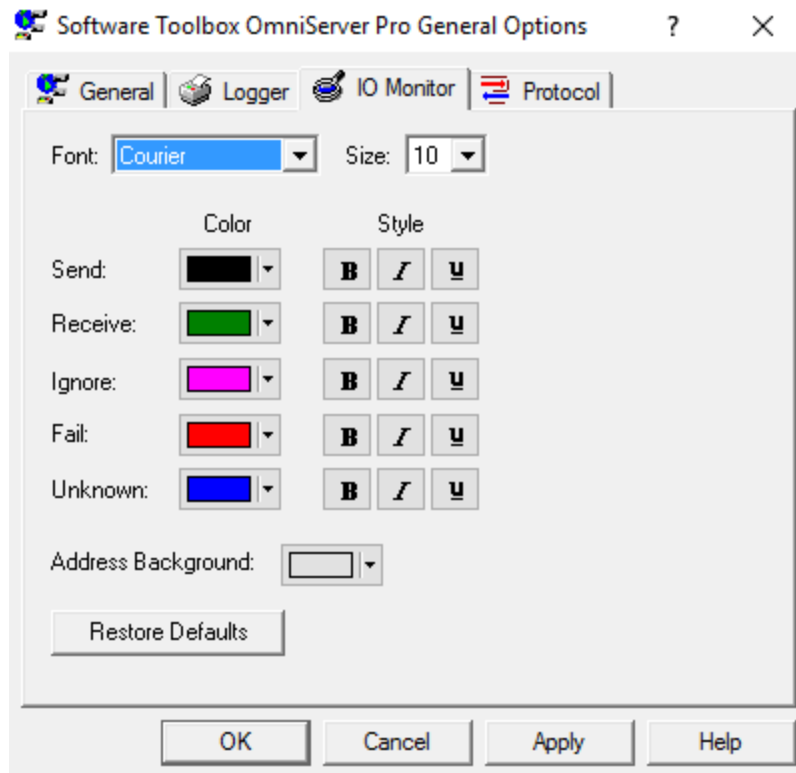 Software Toolbox OmniServer Pro General Options ? ×
General Logger IO Monitor Protocol
Font: Courier Size: 10
Color Style
Send: B I U
Receive: B I U
Ignore: B I U
Fail: B I U
Unknown: B I U
Address Background:
Restore Defaults
OK Cancel Apply Help